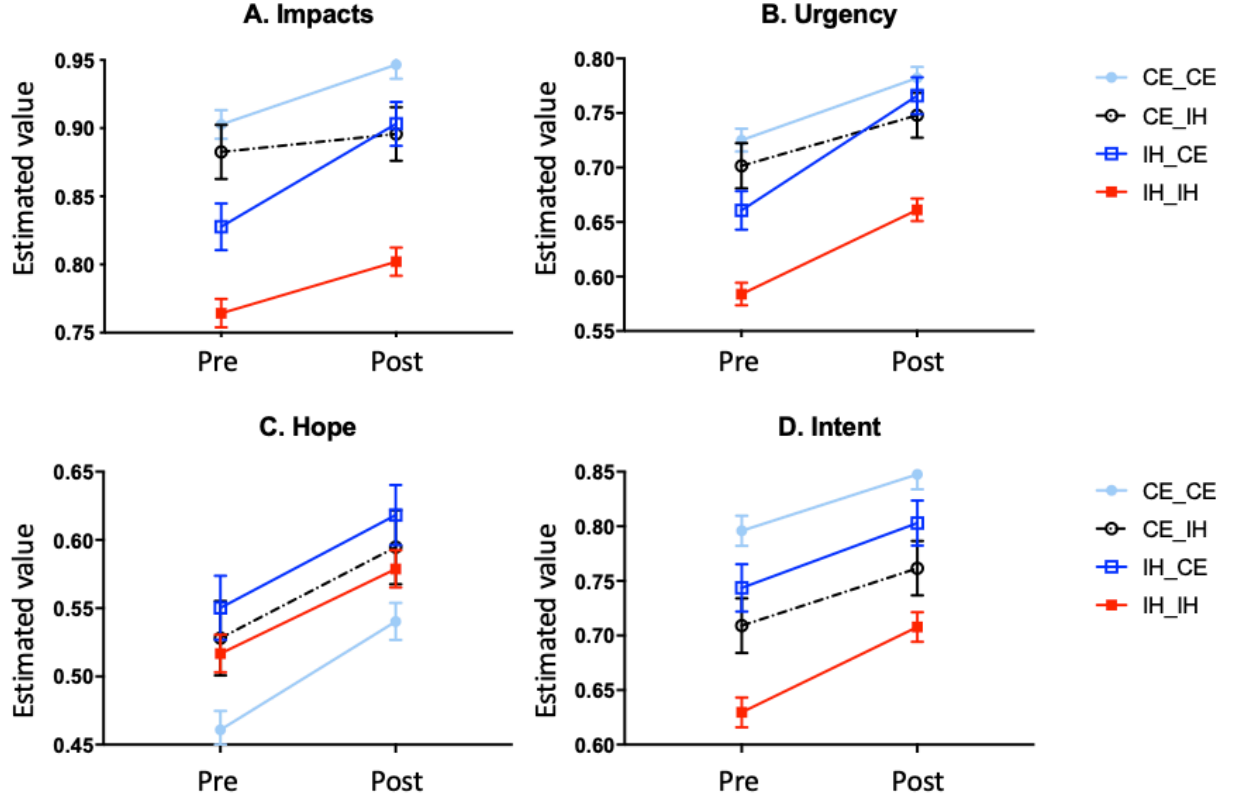 A. Impacts
Estimated value
0.95
0.90
0.85
0.80
0.75
Pre Post
B. Urgency
Estimated value
0.80
0.75
0.70
0.65
0.60
0.55
Pre Post
CE_CE
CE_IH
IH_CE
IH_IH
C. Hope
Estimated value
0.65
0.60
0.55
0.50
0.45
Pre Post
D. Intent
Estimated value
0.85
0.80
0.75
0.70
0.65
0.60
Pre Post
CE_CE
CE_IH
IH_CE
IH_IH